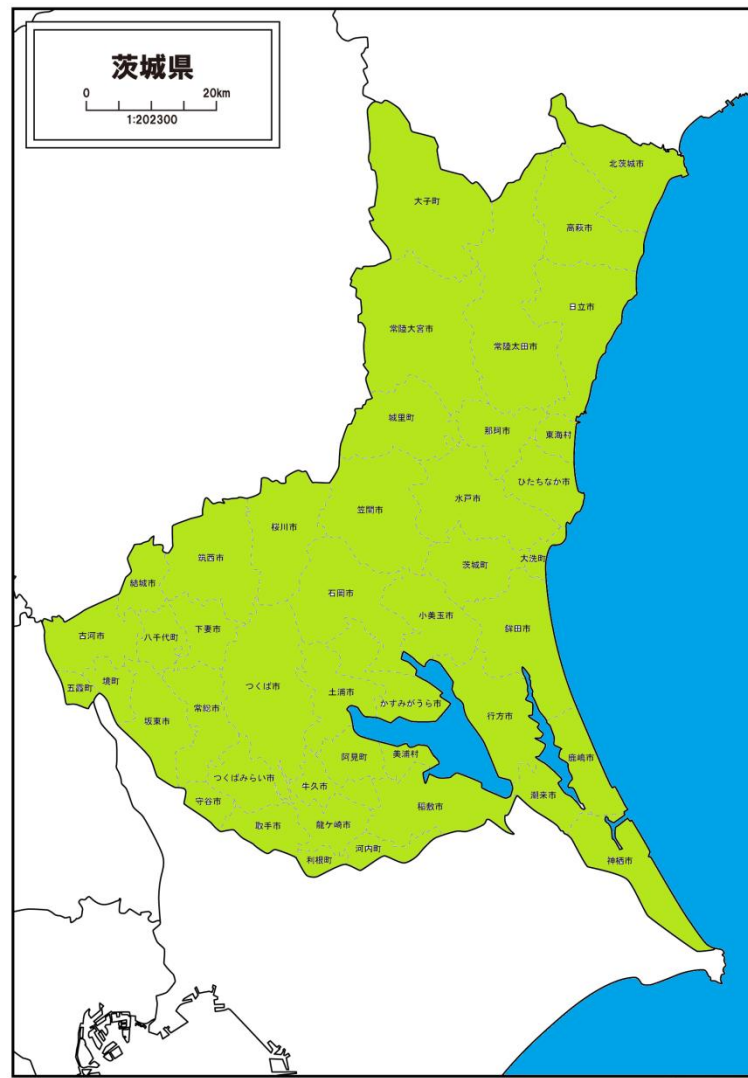 茨城県
0 20km
1:202300
北茨城市
大子町
高萩市
日立市
常陸大宮市
常陸太田市
城里町
那珂市
東海村
ひたちなか市
水戸市
笠間市
桜川市
筑西市
茨城町
大洗町
結城市
石岡市
小美玉市
鉾田市
下妻市
古河市
八千代町
つくば市
五霞町
境町
土浦市
かすみがうら市
常総市
行方市
坂東市
阿見町
美浦村
鹿嶋市
つくばみらい市
牛久市
潮来市
守谷市
稲敷市
取手市
龍ケ崎市
河内町
利根町
神栖市